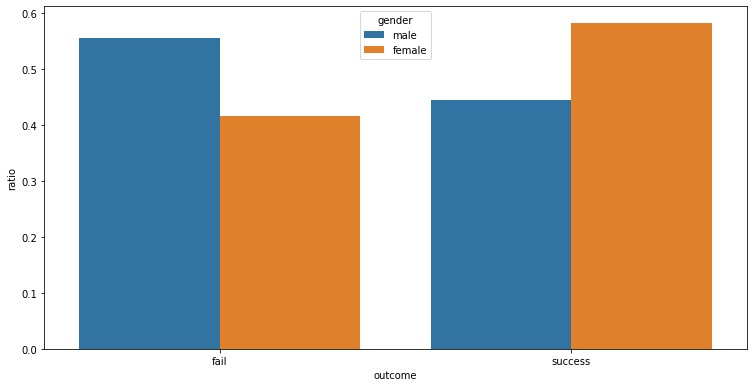 gender
male
female
0.6
0.5
0.4
0.3
0.2
0.1
0.0
ratio
fail
success
outcome